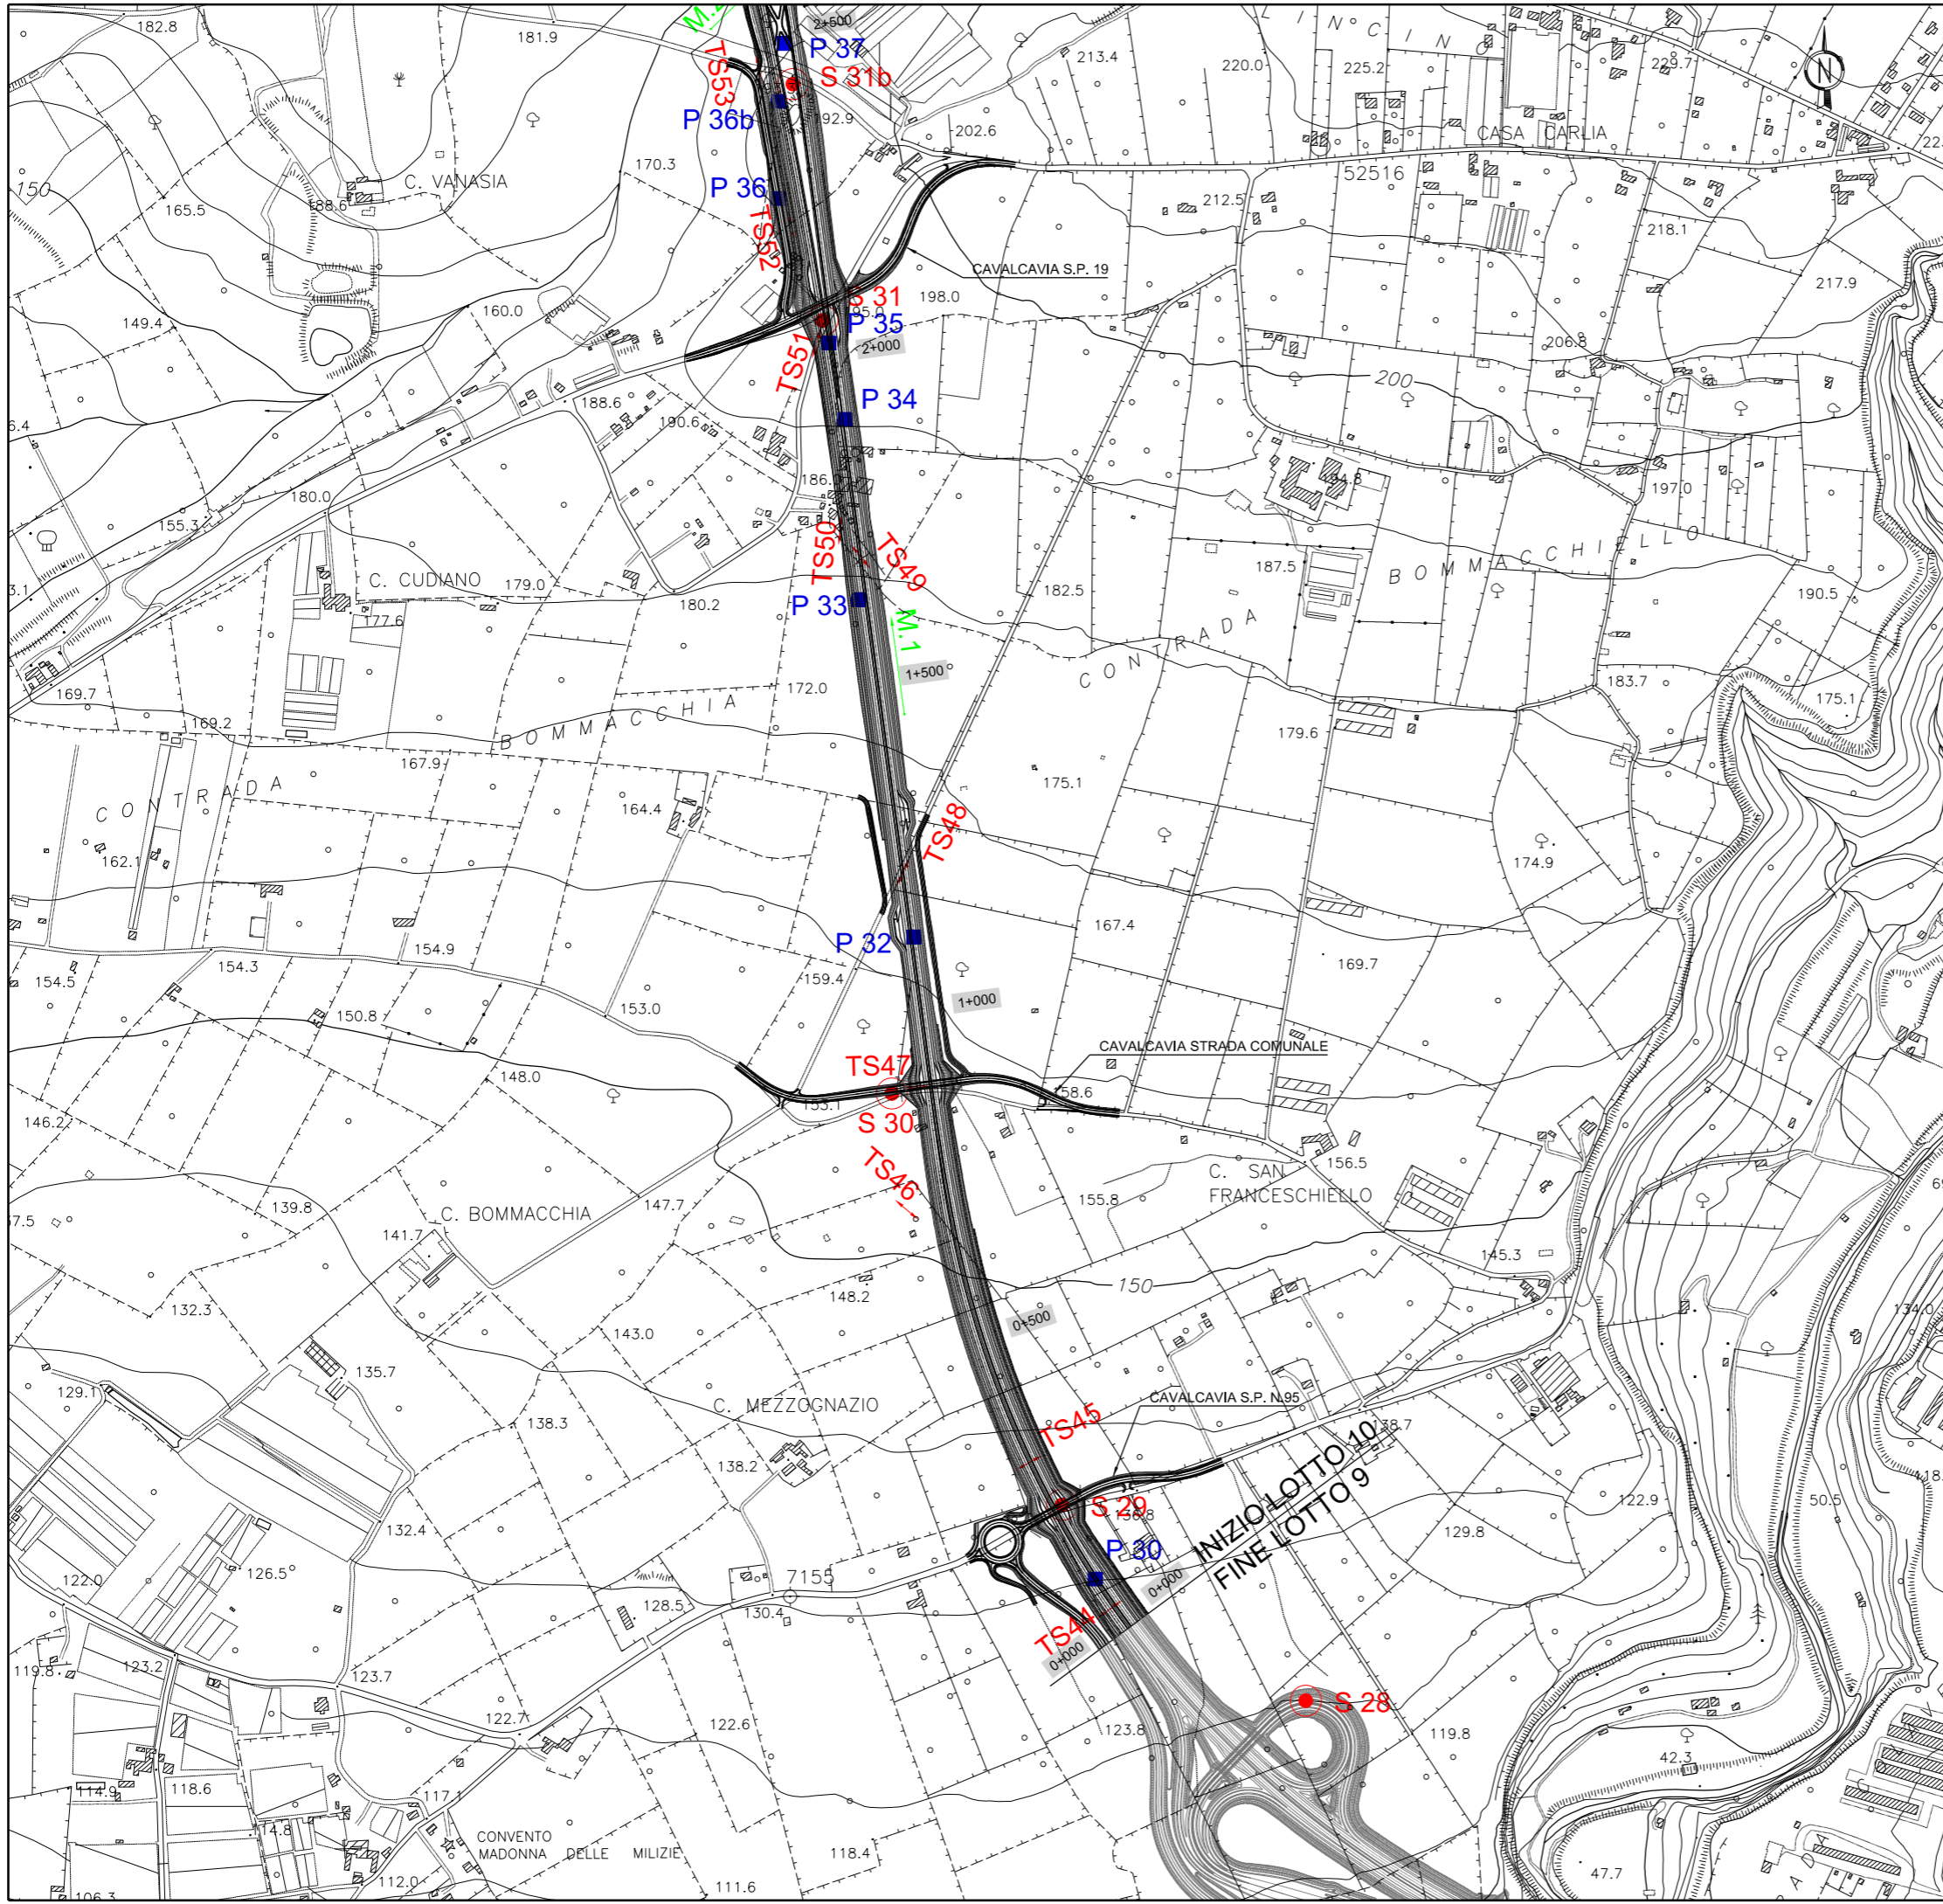 182.8
181.9
M.2
2+500
LINCINO
P 37
TS53
S 31b
213.4
220.0
225.2
229.7
N
P 36b
192.9
202.6
CASA CARLIA
150
C. VANASIA
170.3
P 36
52516
165.5
188.6
212.5
218.1
TS52
CAVALCAVIA S.P. 19
217.9
149.4
160.0
S 31
198.0
P 35
2+000
206.8
TS51
200
188.6
P 34
190.6
180.0
186.
194.8
197.0
155.3
TS50
TS49
187.5
BOMMACCHIELLO
C. CUDIANO
179.0
180.2
182.5
190.5
P 33
177.6
M.1
CONTRADA
1+500
169.7
172.0
183.7
175.1
169.2
BOMMACCHIA
179.6
167.9
175.1
CONTRADA
164.4
TS48
162.1
174.9
167.4
154.9
P 32
154.3
169.7
154.5
159.4
1+000
150.8
153.0
CAVALCAVIA STRADA COMUNALE
TS47
148.0
158.6
153.1
146.2
S 30
156.5
TS46
C. SAN
FRANCESCHIELLO
155.8
139.8
147.7
C. BOMMACCHIA
141.7
145.3
150
148.2
132.3
0+500
134.0
143.0
135.7
129.1
CAVALCAVIA S.P. N.95
C. MEZZOGNAZIO
138.3
TS45
138.7
138.2
INIZIO LOTTO 10
FINE LOTTO 9
S 29
122.9
50.5
132.4
129.8
P 30
126.5
122.0
7155
0+000
128.5
130.4
TS44
0+000
119.8
123.2
123.7
S 28
122.7
122.6
123.8
119.8
42.3
114.9
118.6
117.1
114.8
CONVENTO
MADONNA DELLE MILIZIE
118.4
47.7
112.0
111.6
106.3